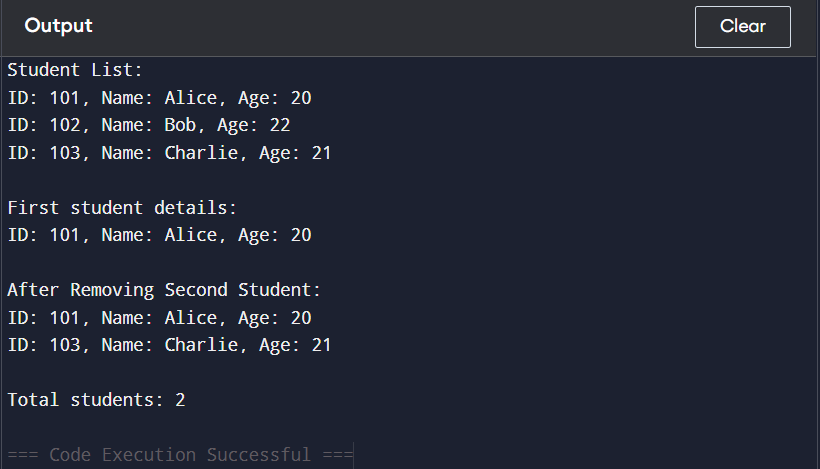 Output
Clear
Student List:
ID: 101, Name: Alice, Age: 20
ID: 102, Name: Bob, Age: 22
ID: 103, Name: Charlie, Age: 21
First student details:
ID: 101, Name: Alice, Age: 20
After Removing Second Student:
ID: 101, Name: Alice, Age: 20
ID: 103, Name: Charlie, Age: 21
Total students: 2
=== Code Execution Successful ===